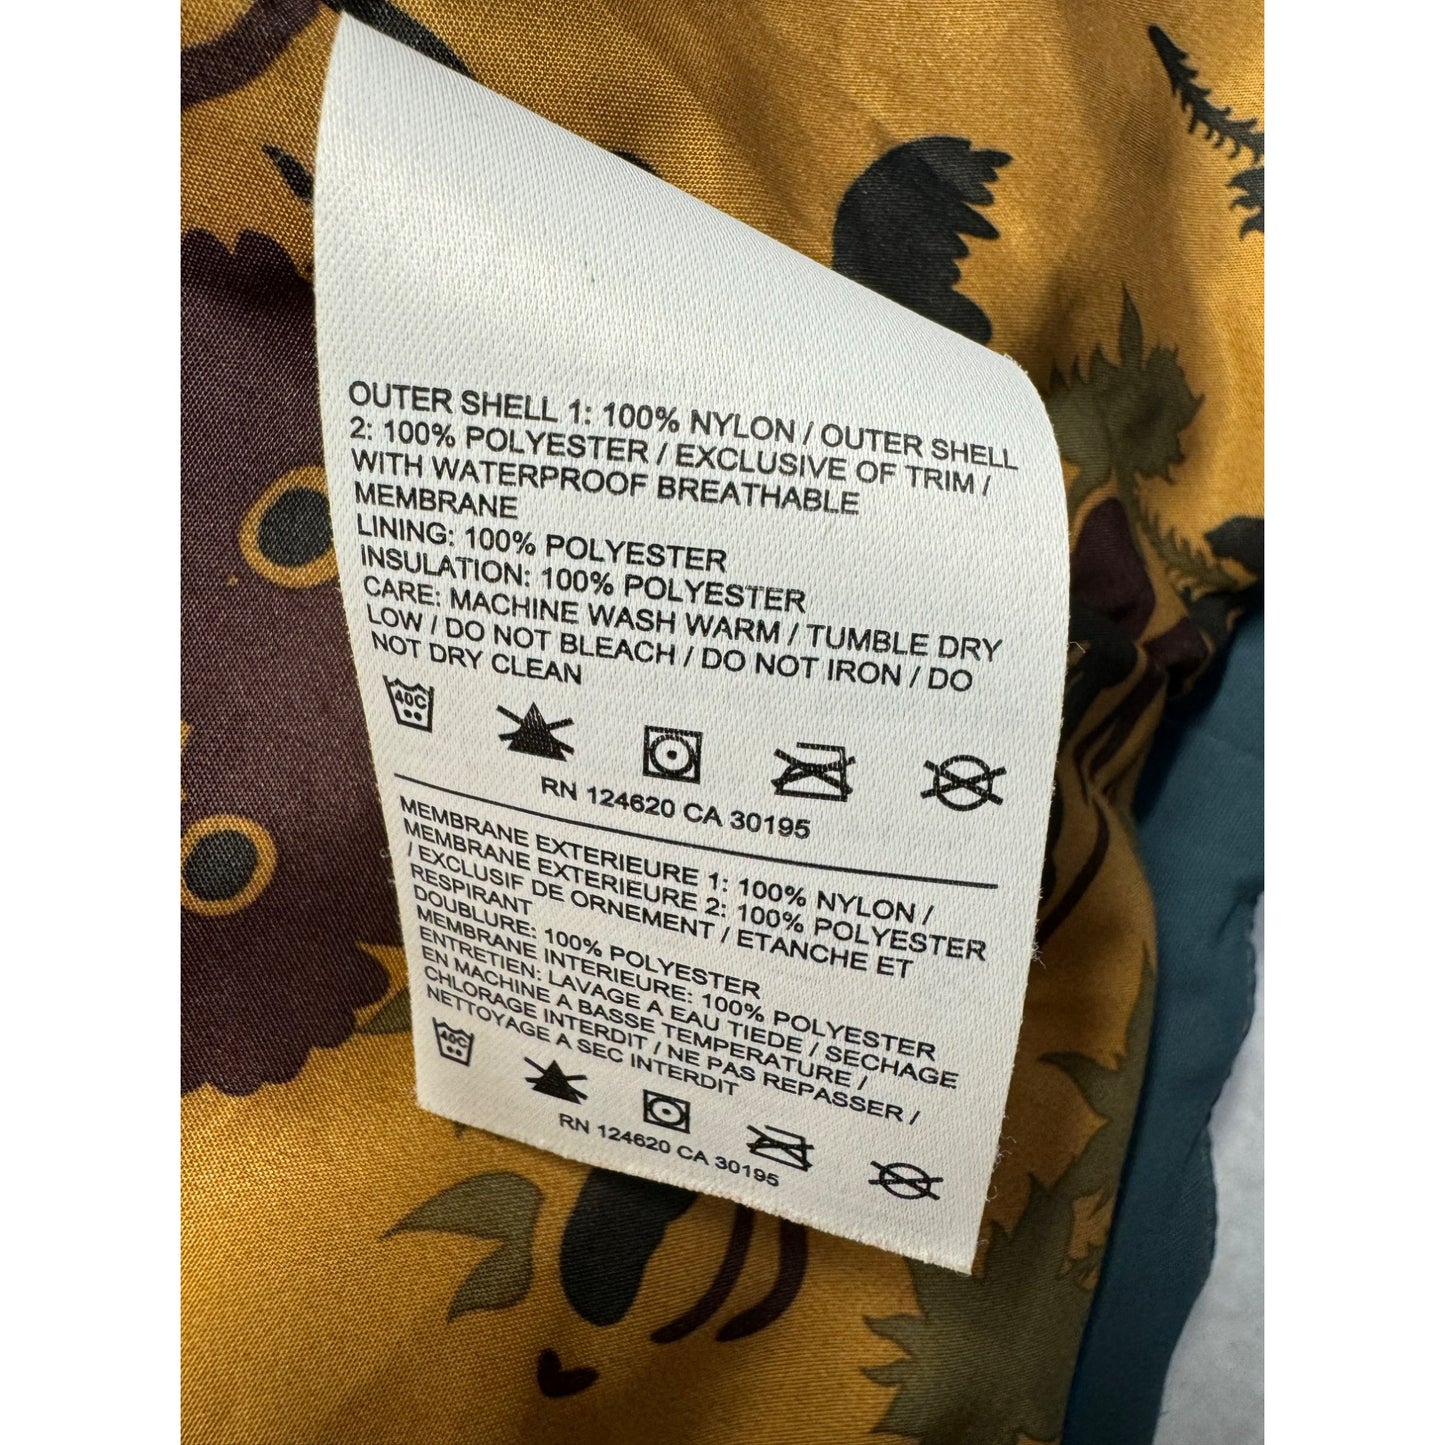 OUTER SHELL 1: 100% NYLON / OUTER SHELL
2: 100% POLYESTER / EXCLUSIVE OF TRIM /
WITH WATERPROOF BREATHABLE
MEMBRANE
LINING: 100% POLYESTER
INSULATION: 100% POLYESTER
CARE: MACHINE WASH WARM / TUMBLE DRY
LOW / DO NOT BLEACH / DO NOT IRON / DO
NOT DRY CLEAN
40C
RN 124620 CA 30195
MEMBRANE EXTERIEURE 1: 100% NYLON /
MEMBRANE EXTERIEURE 2: 100% POLYESTER
/ EXCLUSIF DE ORNEMENT / ETANCHE ET
RESPIRANT
DOUBLURE: 100% POLYESTER
MEMBRANE INTERIEURE: 100% POLYESTER
ENTRETIEN: LAVAGE A EAU TIEDE / SECHAGE
EN MACHINE A BASSE TEMPERATURE /
CHLORAGE INTERDIT / NE PAS REPASSER /
NETTOYAGE A SEC INTERDIT
40C
RN 124620 CA 30195